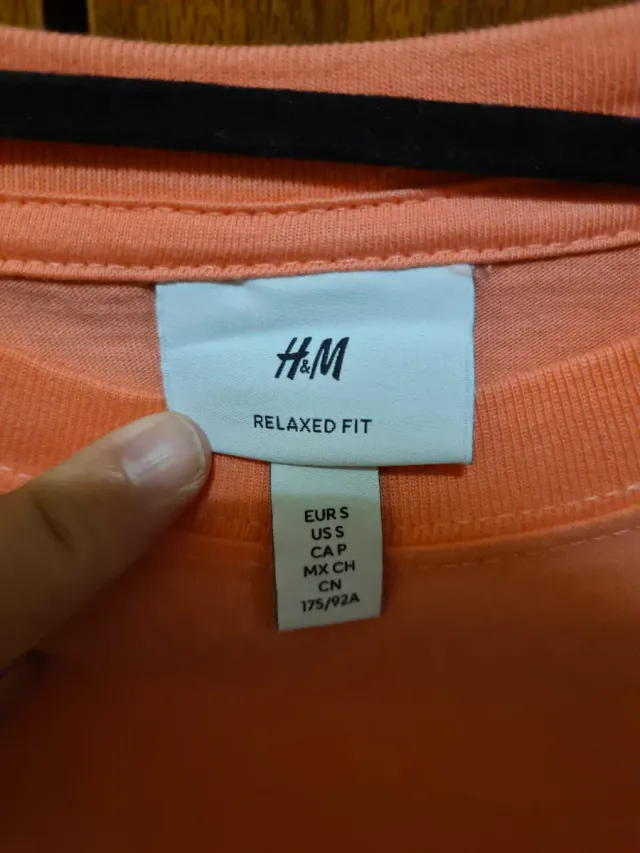 H&M
RELAXED FIT
EUR S
US S
CA P
MX CH
CN
175/92A